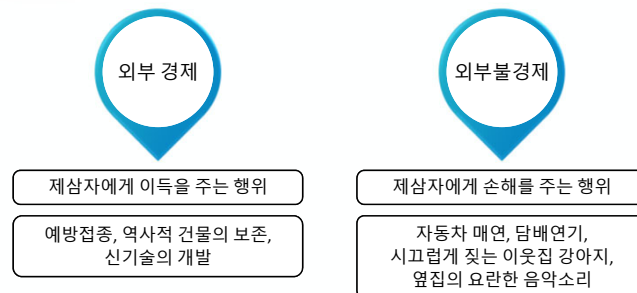 외부 경제
제삼자에게 이득을 주는 행위
예방접종, 역사적 건물의 보존,
신기술의 개발
외부불경제
제삼자에게 손해를 주는 행위
자동차 매연, 담배연기,
시끄럽게 짖는 이웃집 강아지,
옆집의 요란한 음악소리